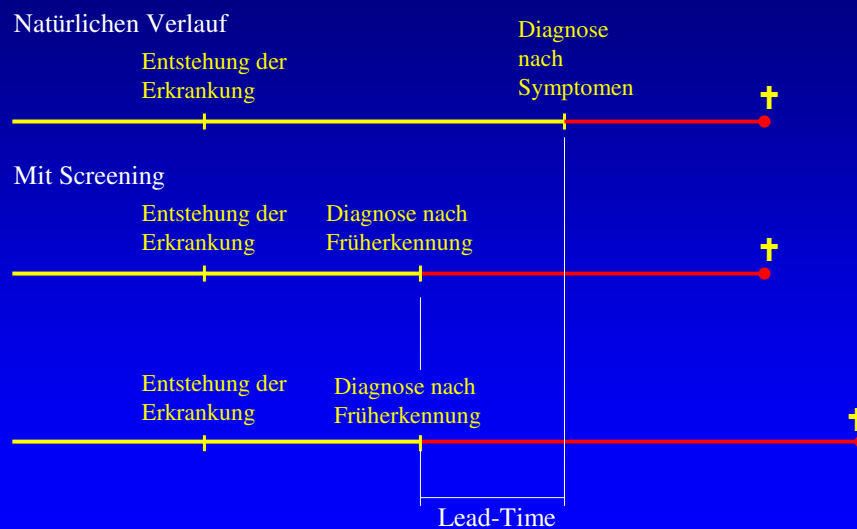 Natürlichen Verlauf
Diagnose
nach
Symptomen
Entstehung der
Erkrankung
Mit Screening
Entstehung der
Erkrankung
Diagnose nach
Früherkennung
Entstehung der
Erkrankung
Diagnose nach
Früherkennung
Lead-Time